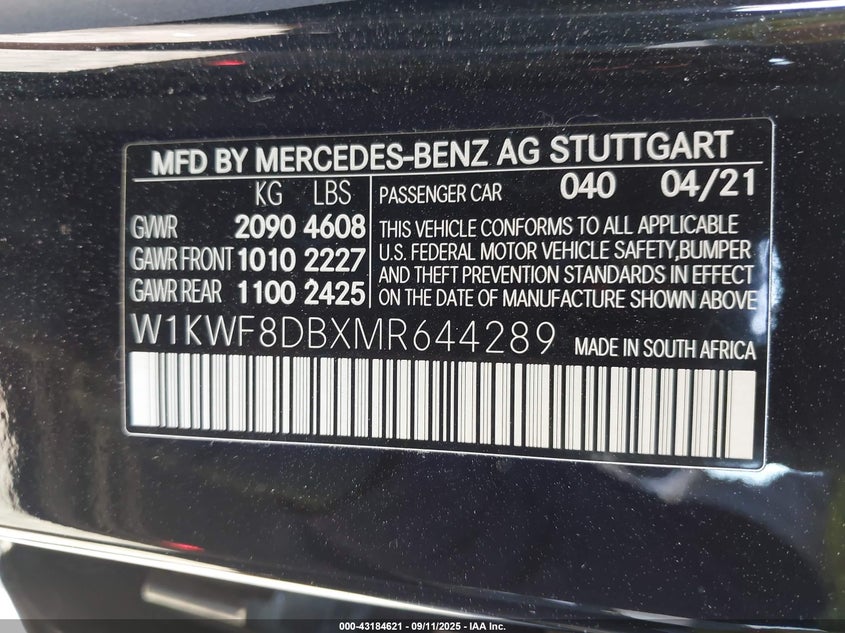 MFD BY MERCEDES-BENZ AG STUTTGART
KG LBS
GVWR 2090 4608
GAWR FRONT 1010 2227
GAWR REAR 1100 2425
PASSENGER CAR 040 04/21
THIS VEHICLE CONFORMS TO ALL APPLICABLE
U.S. FEDERAL MOTOR VEHICLE SAFETY,BUMPER
AND THEFT PREVENTION STANDARDS IN EFFECT
ON THE DATE OF MANUFACTURE SHOWN ABOVE
W1KWF8DBXMR644289 MADE IN SOUTH AFRICA
000-43184621 - 09/11/2025 - IAA Inc.